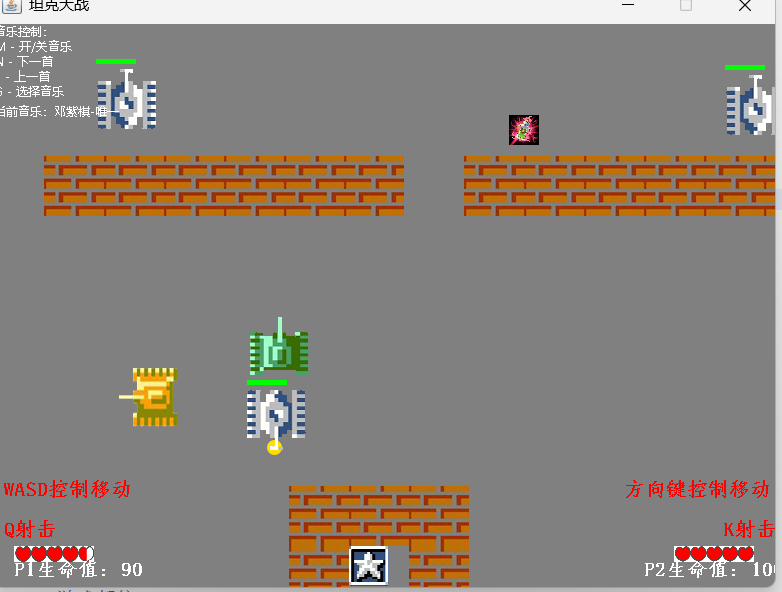 坦克大战
音乐控制:
M - 开/关音乐
N - 下一首
- 上一首
G - 选择音乐
当前音乐: 邓紫棋-唯一
WASD控制移动
方向键控制移动
Q射击
K射击
P1生命值: 90
P2生命值: 100